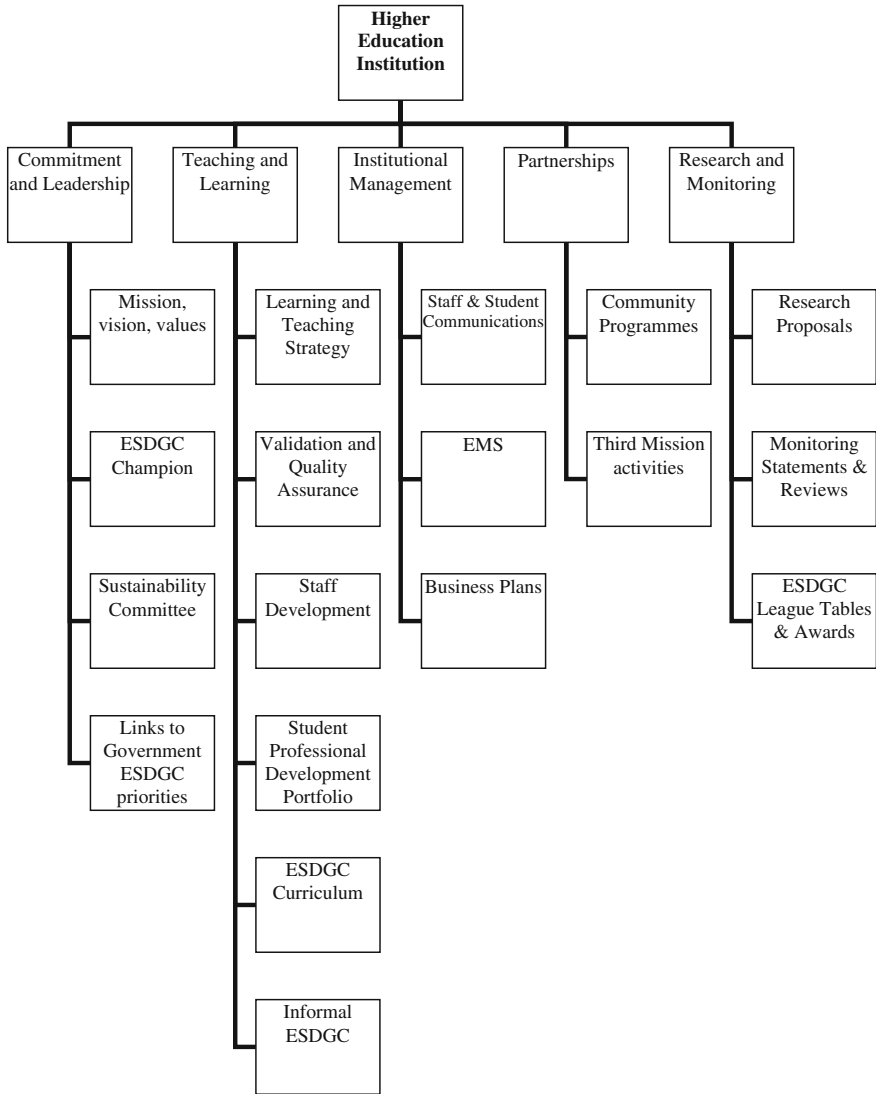 Higher
Education
Institution
Commitment
and Leadership
Teaching and
Learning
Institutional
Management
Partnerships
Research and
Monitoring
Mission,
vision, values
Learning and
Teaching
Strategy
Staff & Student
Communications
Community
Programmes
Research
Proposals
ESDGC
Champion
Validation and
Quality
Assurance
EMS
Third Mission
activities
Monitoring
Statements &
Reviews
Sustainability
Committee
Staff
Development
Business Plans
ESDGC
League Tables
& Awards
Links to
Government
ESDGC
priorities
Student
Professional
Development
Portfolio
ESDGC
Curriculum
Informal
ESDGC